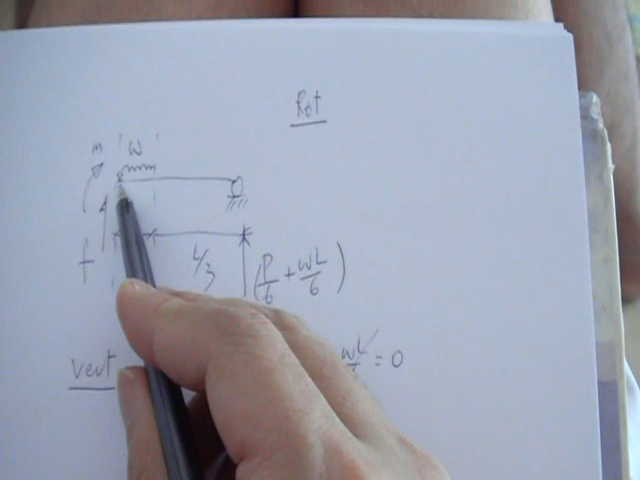 Rot
m w
f
L/3
(P/6 + wL/6)
Vert
= 0